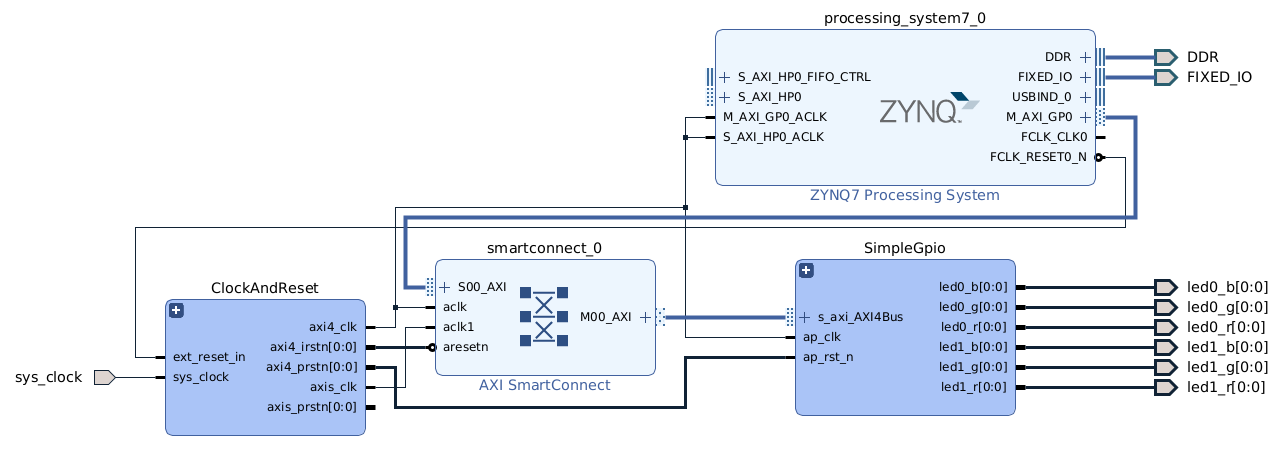 processing_system7_0
S_AXI_HP0_FIFO_CTRL
S_AXI_HP0
M_AXI_GP0_ACLK
S_AXI_HP0_ACLK
ZYNQ
DDR
FIXED_IO
USBIND_0
M_AXI_GP0
FCLK_CLK0
FCLK_RESET0_N
ZYNQ7 Processing System
DDR
FIXED_IO
smartconnect_0
S00_AXI
aclk
aclk1
aresetn
M00_AXI
AXI SmartConnect
SimpleGpio
s_axi_AXI4Bus
ap_clk
ap_rst_n
led0_b[0:0]
led0_g[0:0]
led0_r[0:0]
led1_b[0:0]
led1_g[0:0]
led1_r[0:0]
led0_b[0:0]
led0_g[0:0]
led0_r[0:0]
led1_b[0:0]
led1_g[0:0]
led1_r[0:0]
ClockAndReset
ext_reset_in
sys_clock
axi4_clk
axi4_irstn[0:0]
axi4_prstn[0:0]
axis_clk
axis_prstn[0:0]
sys_clock